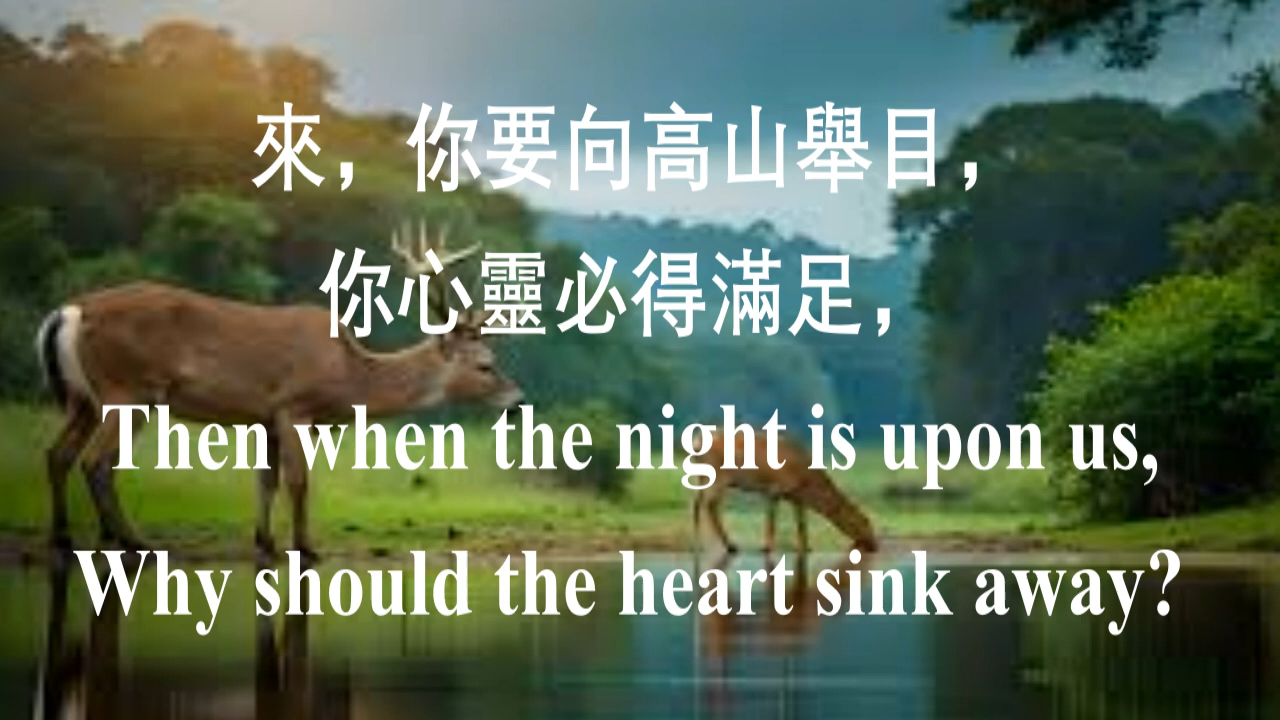 來，你要向高山舉目，
你心靈必得滿足，
Then when the night is upon us,
Why should the heart sink away?